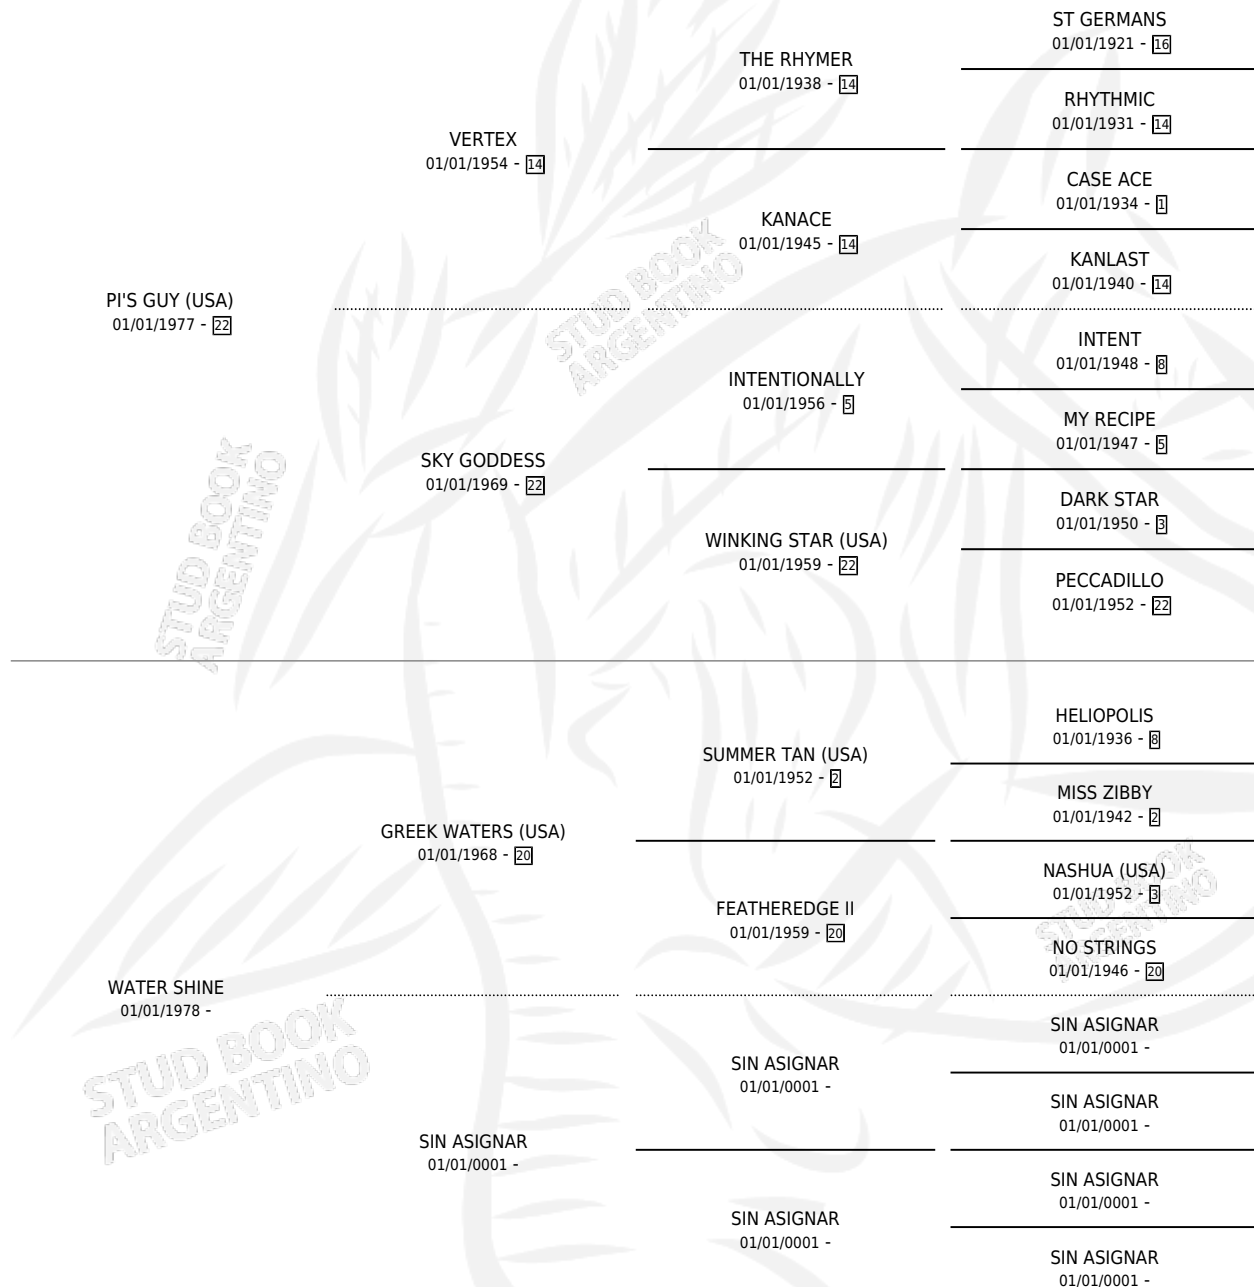 ST GERMANS
01/01/1921 - 16
THE RHYMER
01/01/1938 - 14
RHYTHMIC
01/01/1931 - 14
VERTEX
01/01/1954 - 14
CASE ACE
01/01/1934 - 1
KANACE
01/01/1945 - 14
KANLAST
01/01/1940 - 14
PI'S GUY (USA)
01/01/1977 - 22
INTENT
01/01/1948 - 8
INTENTIONALLY
01/01/1956 - 5
MY RECIPE
01/01/1947 - 5
SKY GODDESS
01/01/1969 - 22
DARK STAR
01/01/1950 - 3
WINKING STAR (USA)
01/01/1959 - 22
PECCADILLO
01/01/1952 - 22
HELIOPOLIS
01/01/1936 - 8
SUMMER TAN (USA)
01/01/1952 - 2
MISS ZIBBY
01/01/1942 - 2
GREEK WATERS (USA)
01/01/1968 - 20
NASHUA (USA)
01/01/1952 - 3
FEATHEREDGE II
01/01/1959 - 20
NO STRINGS
01/01/1946 - 20
WATER SHINE
01/01/1978 -
SIN ASIGNAR
01/01/0001 -
SIN ASIGNAR
01/01/0001 -
SIN ASIGNAR
01/01/0001 -
SIN ASIGNAR
01/01/0001 -
SIN ASIGNAR
01/01/0001 -
SIN ASIGNAR
01/01/0001 -
SIN ASIGNAR
01/01/0001 -
STUD BOOK
ARGENTINO
STUD BOOK
ARGENTINO
STUD BOOK
ARGENTINO
STUD BOOK
ARGENTINO